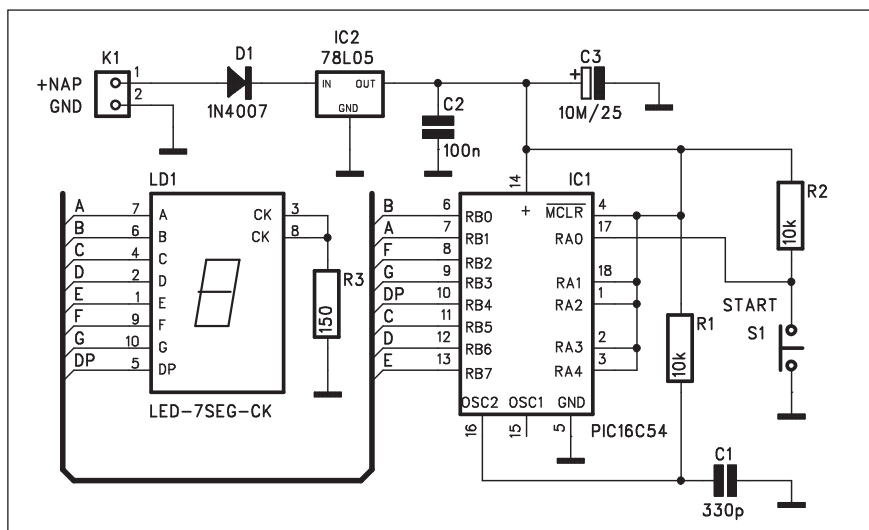 K1
+NAP
GND
1
2
D1
1N4007
IC2
78L05
IN
OUT
GND
C2
100n
C3
+
10M/25
LD1
A
B
C
D
E
F
G
DP
7
6
4
2
1
9
10
5
A
B
C
D
E
F
G
DP
CK
CK
3
8
R3
150
LED-7SEG-CK
B
A
F
G
DP
C
D
E
6
7
8
9
10
11
12
13
RB0
RB1
RB2
RB3
RB4
RB5
RB6
RB7
14
+
IC1
MCLR
RA0
RA1
RA2
RA3
RA4
4
17
18
1
2
3
OSC2
OSC1
GND
16
15
5
PIC16C54
R1
10k
R2
10k
START
S1
C1
330p